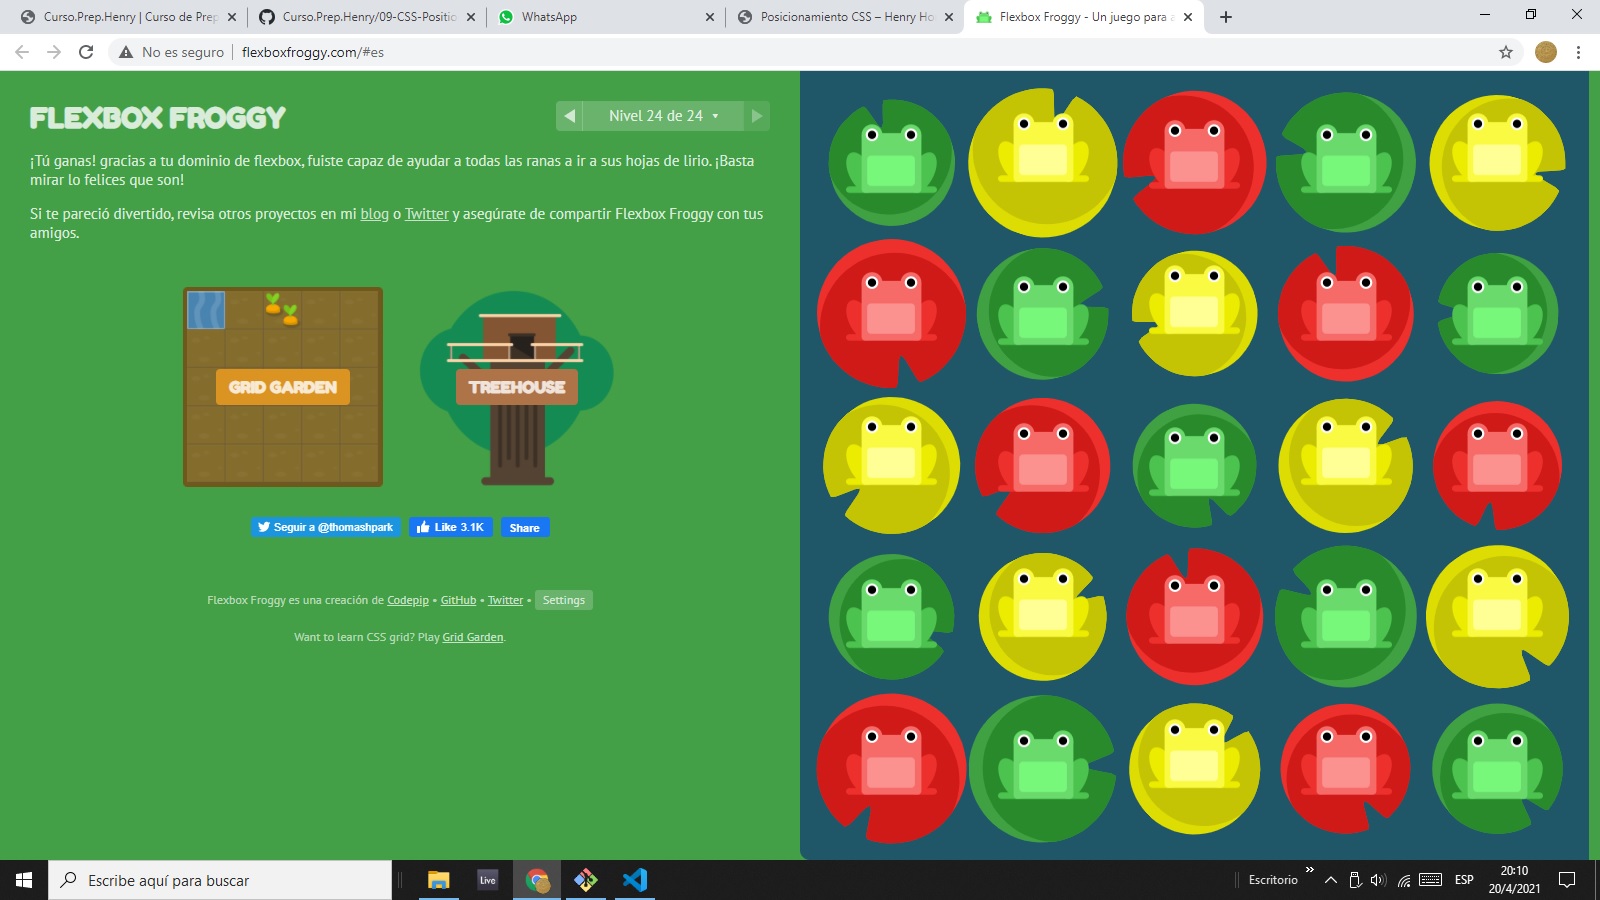 Curso.Prep.Henry | Curso de Prep
Curso.Prep.Henry/09-CSS-Positio
WhatsApp
Posicionamiento CSS – Henry Ho
Flexbox Froggy - Un juego para a
No es seguro
flexboxfroggy.com/#es
FLEXBOX FROGGY
Nivel 24 de 24
¡Tú ganas! gracias a tu dominio de flexbox, fuiste capaz de ayudar a todas las ranas a ir a sus hojas de lirio. ¡Basta
mirar lo felices que son!
Si te pareció divertido, revisa otros proyectos en mi blog o Twitter y asegúrate de compartir Flexbox Froggy con tus
amigos.
GRID GARDEN
TREEHOUSE
Seguir a @thomashpark
Like 3.1K
Share
Flexbox Froggy es una creación de Codepip • GitHub • Twitter • Settings
Want to learn CSS grid? Play Grid Garden.
Escribe aquí para buscar
Live
Escritorio
ESP
20:10
20/4/2021